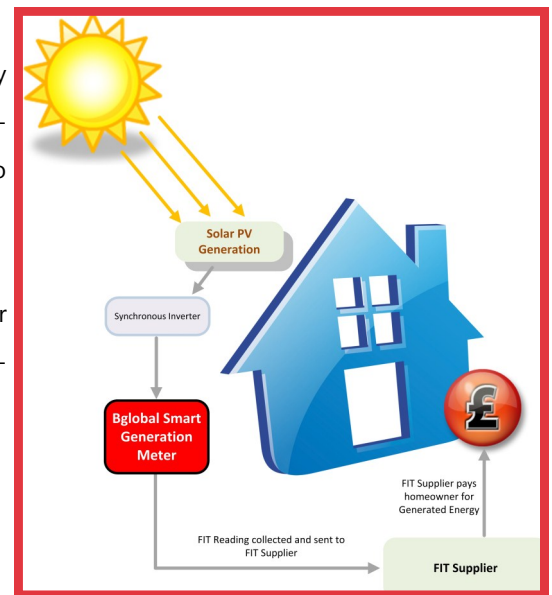 Solar PV
Generation
Synchronous Inverter
Bglobal Smart
Generation
Meter
£
FIT Supplier pays
homeowner for
Generated Energy
FIT Reading collected and sent to
FIT Supplier
FIT Supplier